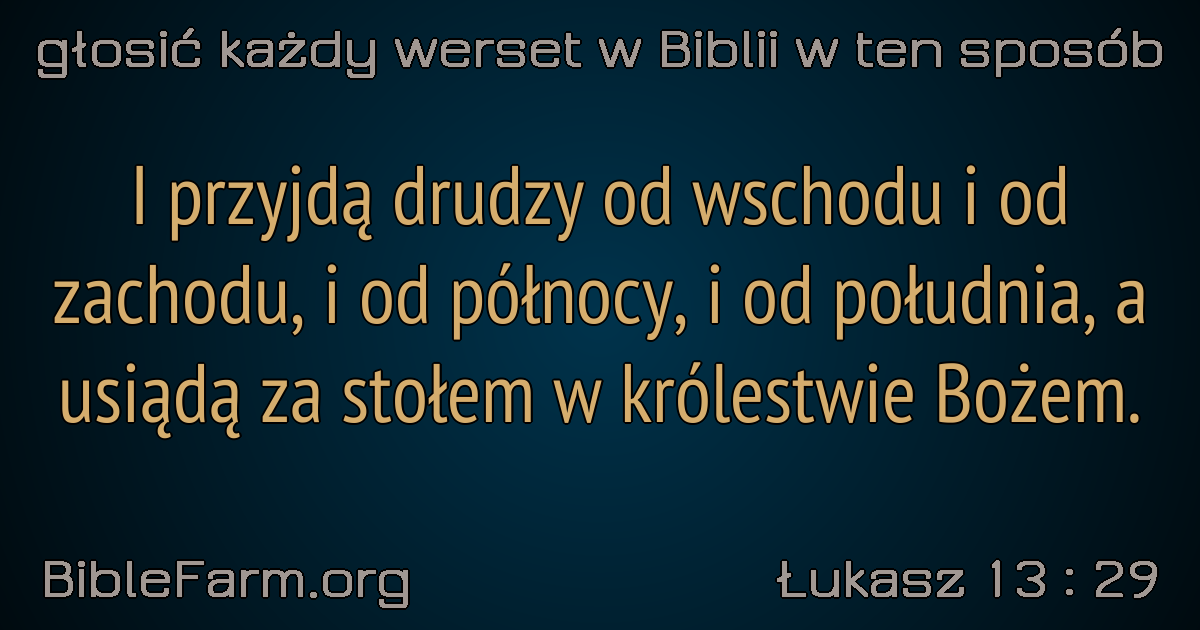 głosić każdy werset w Biblii w ten sposób
I przyjdą drudzy od wschodu i od
zachodu, i od północy, i od południa, a
usiądą za stołem w królestwie Bożem.
BibleFarm.org
Łukasz 13 : 29